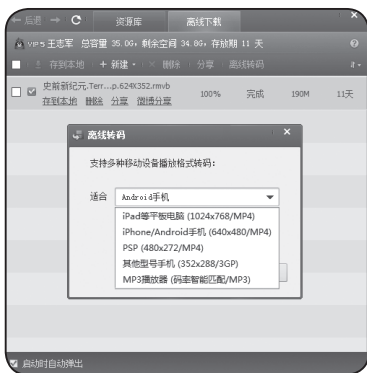 后退 资源库 离线下载
VIP5 王志军 总容量 35.0G, 剩余空间 34.8G, 存放期 11 天
存到本地 + 新建 × 删除 分享 离线转码
史前新纪元.Terr...p.624X352.rmvb 100% 完成 190M 11天
存到本地 删除 分享 微博分享
离线转码
支持多种移动设备播放格式转码:
适合 Android手机
iPad等平板电脑 (1024x768/MP4)
iPhone/Android手机 (640x480/MP4)
PSP (480x272/MP4)
其他型号手机 (352x288/3GP)
MP3播放器 (码率智能匹配/MP3)
启动时自动弹出